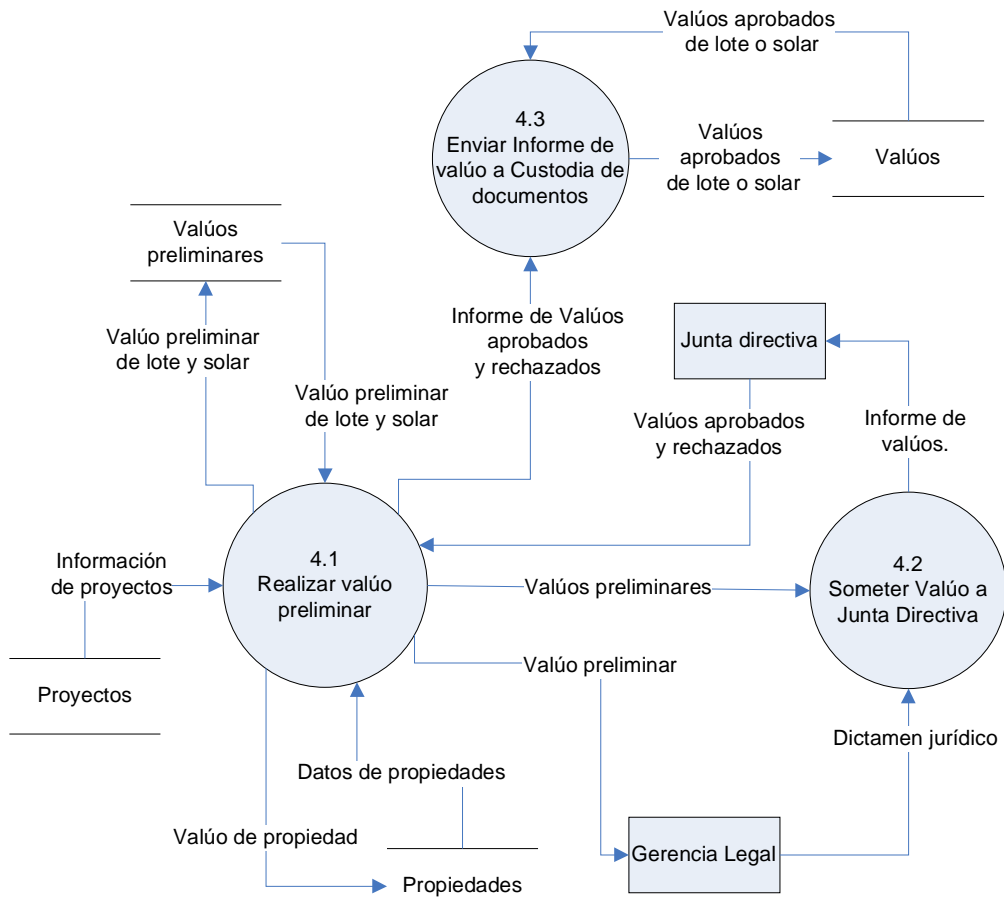 Valúos aprobados
de lote o solar
4.3
Enviar Informe de
valúo a Custodia de
documentos
Valúos
aprobados
de lote o solar
Valúos
Valúos
preliminares
Valúo preliminar
de lote y solar
Informe de Valúos
aprobados
y rechazados
Junta directiva
Valúo preliminar
de lote y solar
Valúos aprobados
y rechazados
Informe de
valúos.
4.1
Realizar valúo
preliminar
Información
de proyectos
Valúos preliminares
4.2
Someter Valúo a
Junta Directiva
Valúo preliminar
Proyectos
Dictamen jurídico
Datos de propiedades
Valúo de propiedad
Gerencia Legal
Propiedades